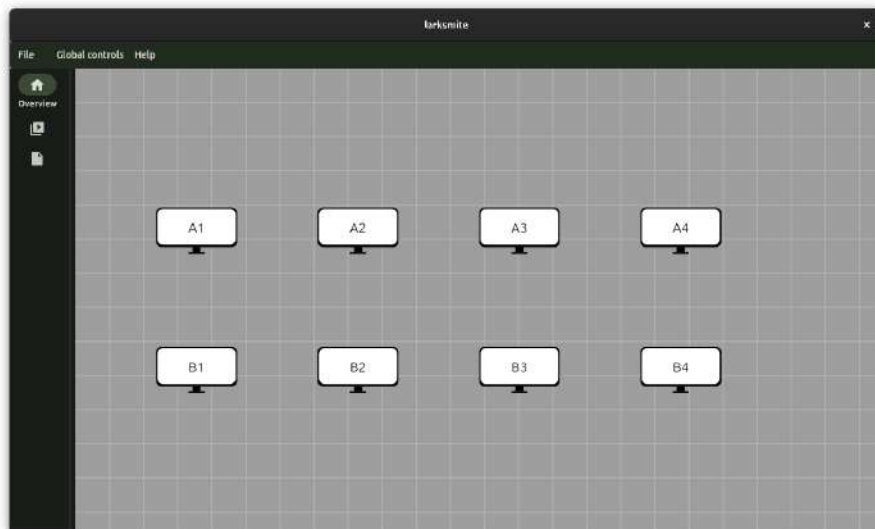 larksmite
File Global controls Help
Overview
A1 A2 A3 A4
B1 B2 B3 B4